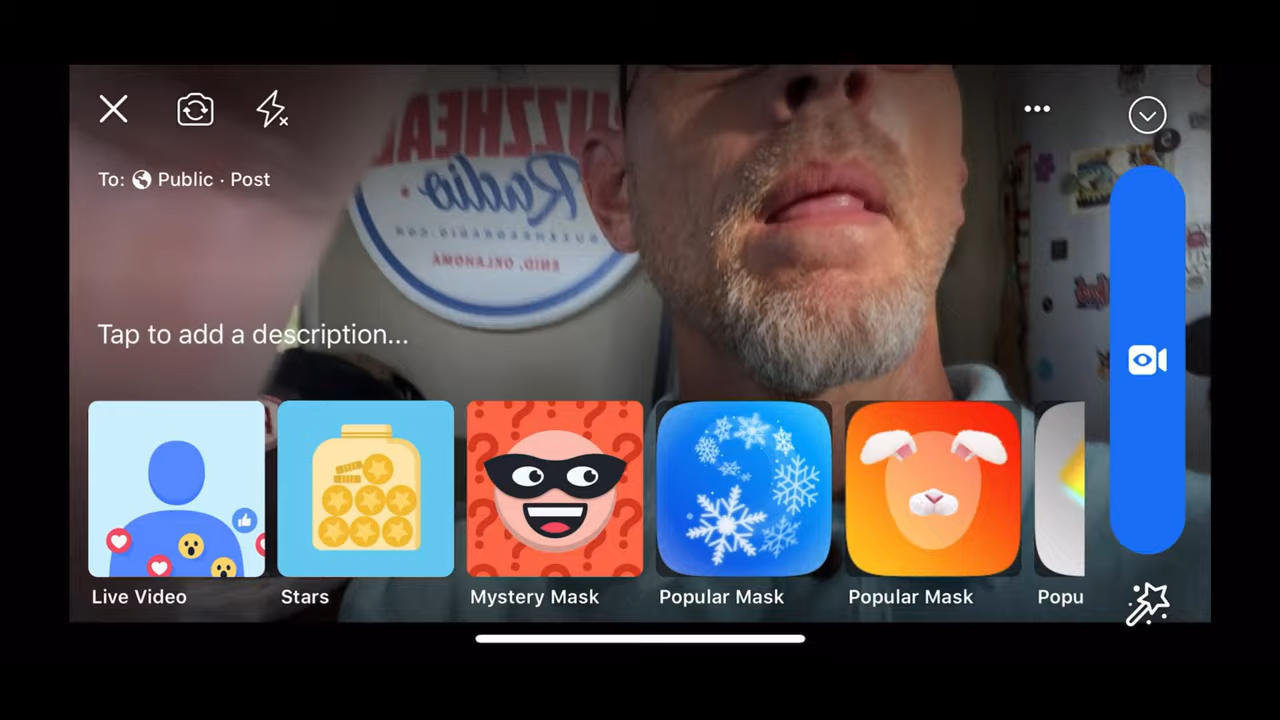 To: Public · Post
UZZHEA
Radio
ENID, OKLAHOMA
Tap to add a description...
Live Video
Stars
Mystery Mask
Popular Mask
Popular Mask
Popu